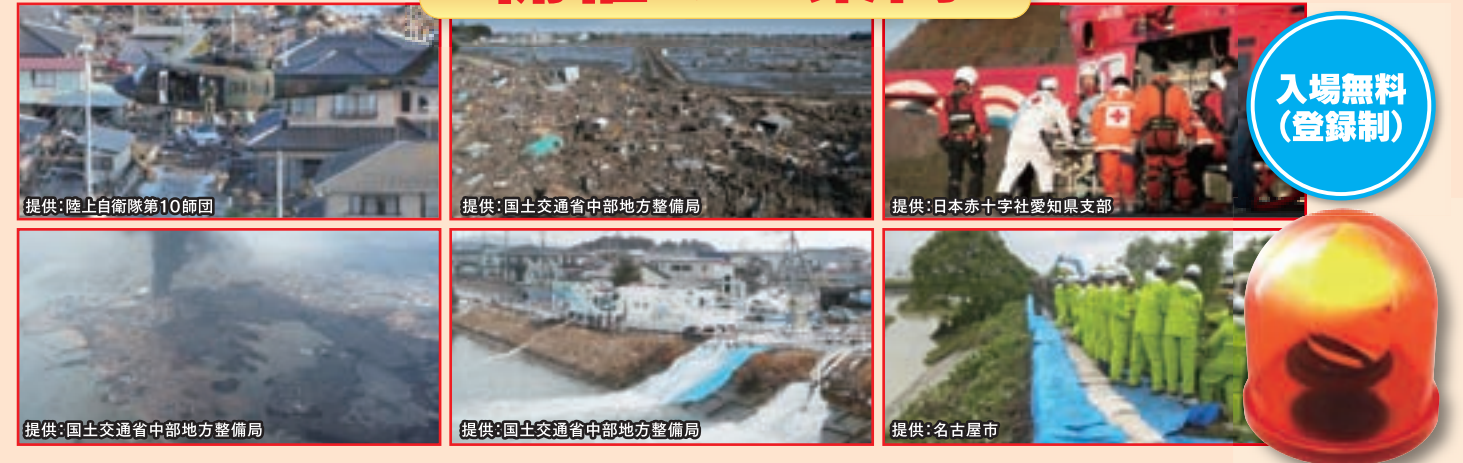 提供:陸上自衛隊第10師団
提供:国土交通省中部地方整備局
提供:日本赤十字社愛知県支部
入場無料
(登録制)
提供:国土交通省中部地方整備局
提供:国土交通省中部地方整備局
提供:名古屋市